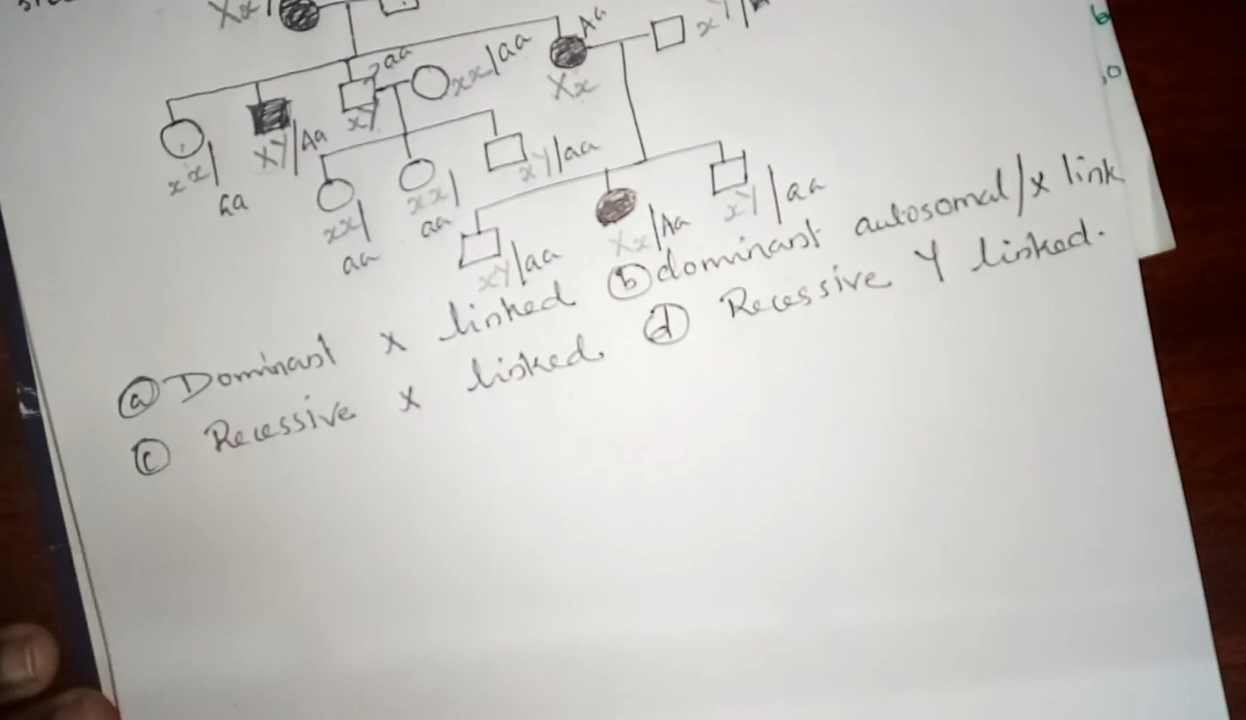 Xx
Aa
aa
xx|aa
Xx
xY
XY|Aa
xx|
aa
xY|aa
xx|
aa
xx|
aa
xY|aa
Xx|Aa
xY|aa
ⓐ Dominant X linked ⓑ dominant autosomal/x link
ⓒ Recessive X linked. ⓓ Recessive Y linked.